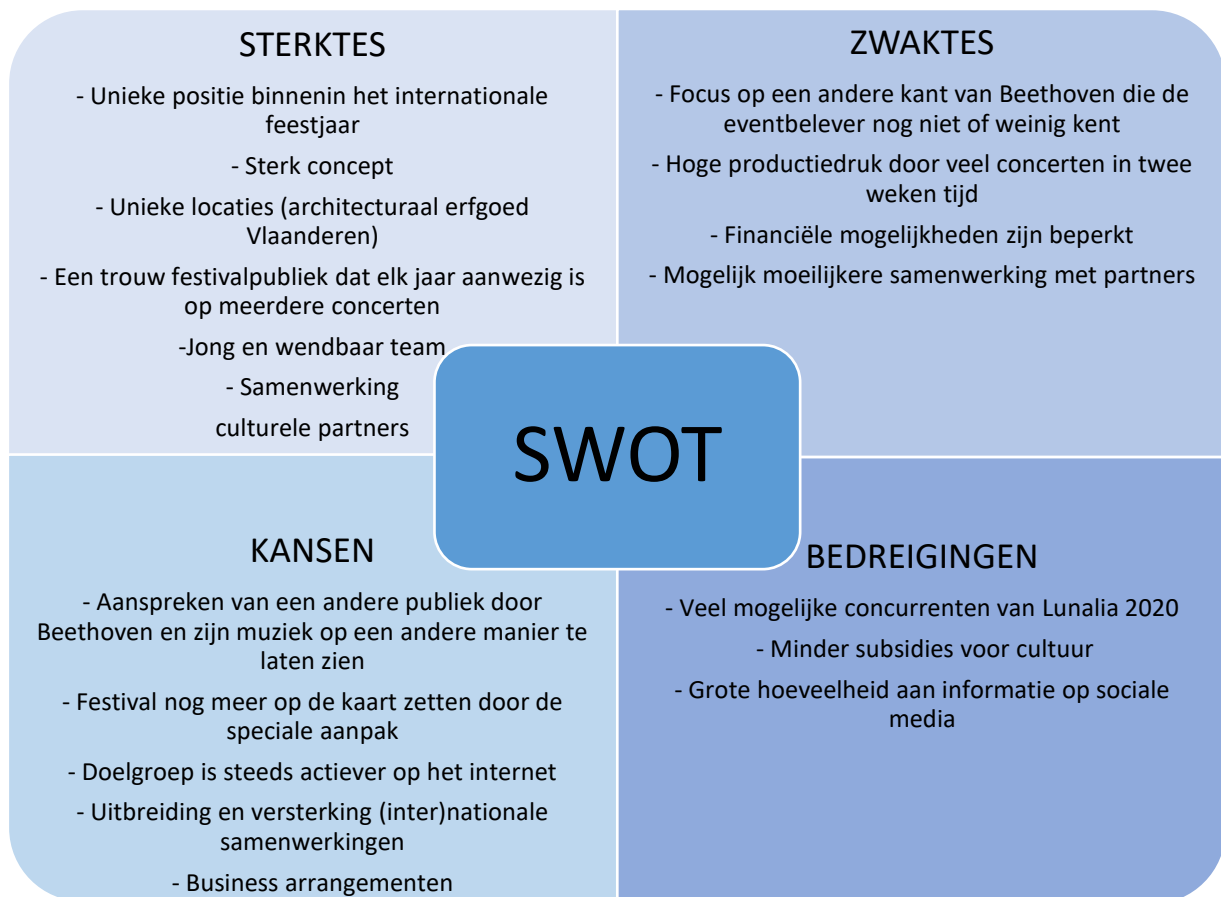 STERKTES
- Unieke positie binnenin het internationale
feestjaar
- Sterk concept
- Unieke locaties (architecturaal erfgoed
Vlaanderen)
- Een trouw festivalpubliek dat elk jaar aanwezig is
op meerdere concerten
-Jong en wendbaar team
- Samenwerking
culturele partners
ZWAKTES
- Focus op een andere kant van Beethoven die de
eventbelever nog niet of weinig kent
- Hoge productiedruk door veel concerten in twee
weken tijd
- Financiële mogelijkheden zijn beperkt
- Mogelijk moeilijkere samenwerking met partners
SWOT
KANSEN
- Aanspreken van een andere publiek door
Beethoven en zijn muziek op een andere manier te
laten zien
- Festival nog meer op de kaart zetten door de
speciale aanpak
- Doelgroep is steeds actiever op het internet
- Uitbreiding en versterking (inter)nationale
samenwerkingen
- Business arrangementen
BEDREIGINGEN
- Veel mogelijke concurrenten van Lunalia 2020
- Minder subsidies voor cultuur
- Grote hoeveelheid aan informatie op sociale
media